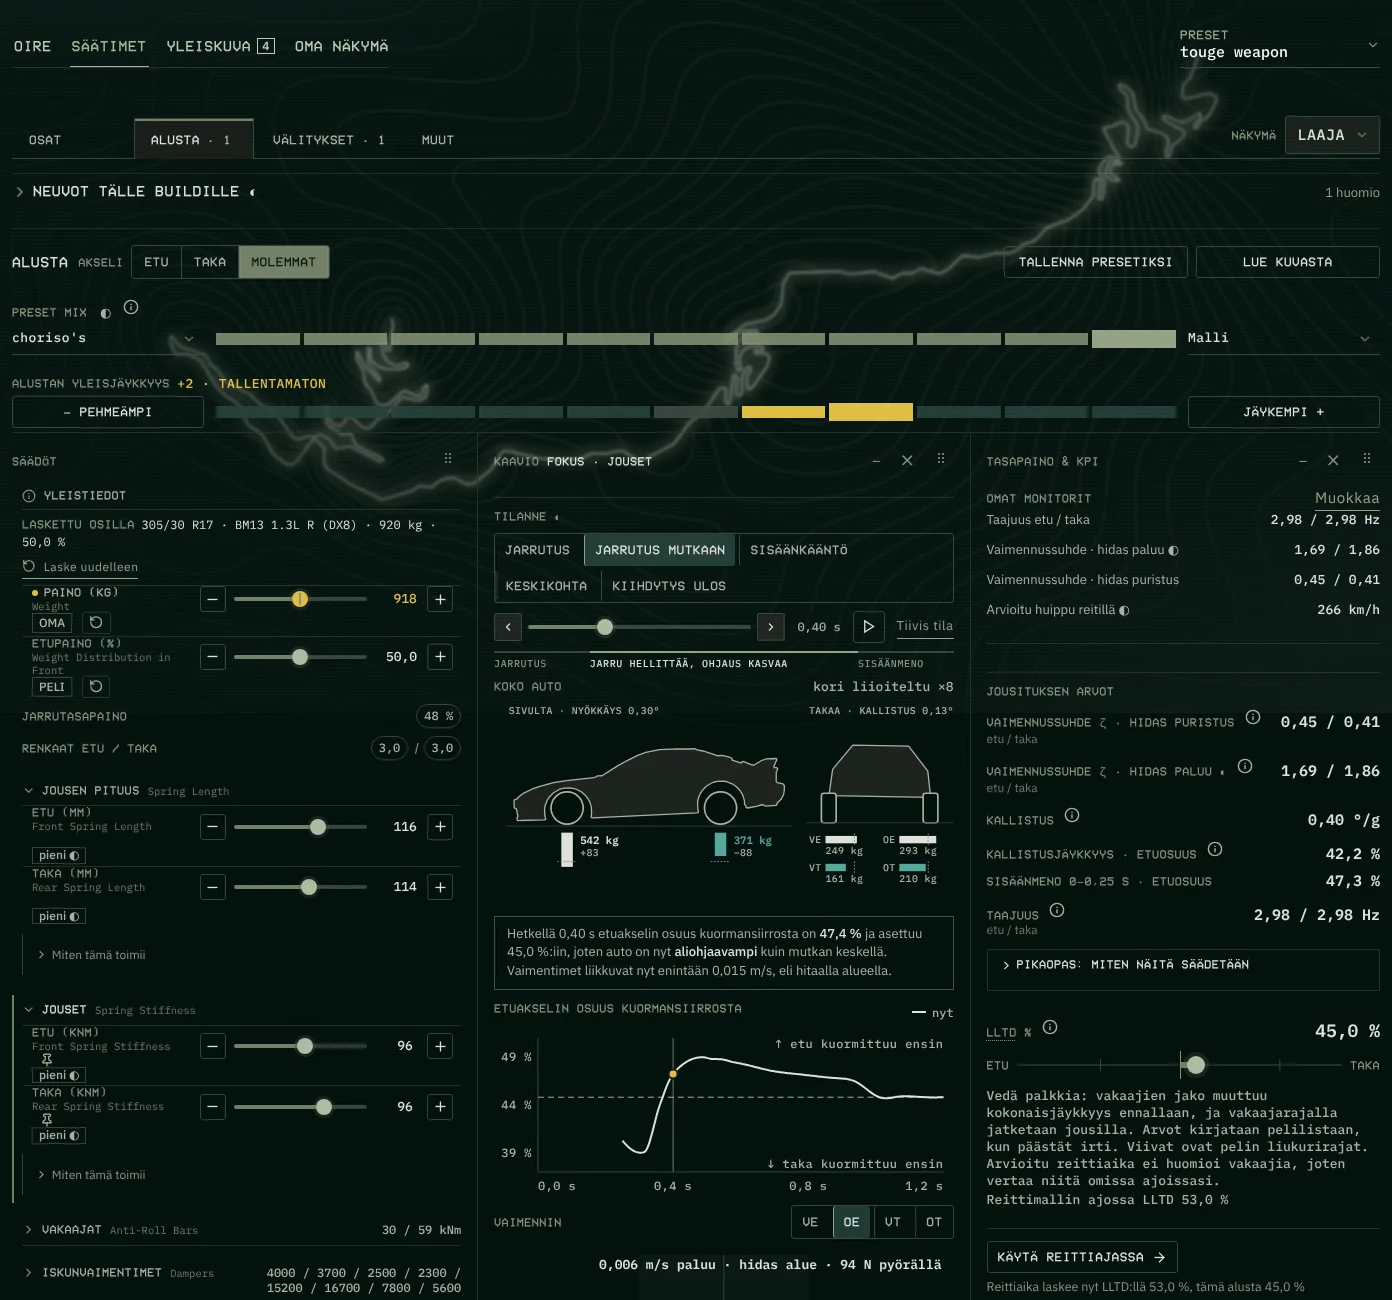 OIRE SÄÄTIMET YLEISKUVA 4 OMA NÄKYMÄ
PRESET
touge weapon
OSAT ALUSTA · 1 VÄLITYKSET · 1 MUUT
NÄKYMÄ LAAJA
NEUVOT TÄLLE BUILDILLE
1 huomio
ALUSTA AKSELI ETU TAKA MOLEMMAT
TALLENNA PRESETIKSI LUE KUVASTA
PRESET MIX
choriso's
Malli
ALUSTAN YLEISJÄYKKYYS +2 · TALLENTAMATON
– PEHMEÄMPI
JÄYKEMPI +
SÄÄDÖT
YLEISTIEDOT
LASKETTU OSILLA 305/30 R17 · BM13 1.3L R (DX8) · 920 kg ·
50,0 %
Laske uudelleen
PAINO (KG)
Weight
918
OMA
ETUPAINO (%)
Weight Distribution in
Front
50,0
PELI
JARRUTASAPAINO 48 %
RENKAAT ETU / TAKA 3,0 / 3,0
JOUSEN PITUUS Spring Length
ETU (MM)
Front Spring Length
116
pieni
TAKA (MM)
Rear Spring Length
114
pieni
Miten tämä toimii
JOUSET Spring Stiffness
ETU (KNM)
Front Spring Stiffness
96
pieni
TAKA (KNM)
Rear Spring Stiffness
96
pieni
Miten tämä toimii
VAKAAJAT Anti-Roll Bars 30 / 59 kNm
ISKUNVAIMENTIMET Dampers 4000 / 3700 / 2500 / 2300 /
15200 / 16700 / 7800 / 5600
KAAVIO FOKUS · JOUSET
TILANNE
JARRUTUS JARRUTUS MUTKAAN SISÄÄNKÄÄNTÖ
KESKIKOHTA KIIHDYTYS ULOS
0,40 s Tiivis tila
JARRUTUS JARRU HELLITTÄÄ, OHJAUS KASVAA SISÄÄNMENO
KOKO AUTO kori liioiteltu ×8
SIVULTA · NYÖKKÄYS 0,30° TAKAA · KALLISTUS 0,13°
542 kg
+83
371 kg
−88
VE 249 kg
OE 293 kg
VT 161 kg
OT 210 kg
Hetkellä 0,40 s etuakselin osuus kuormansiirrosta on 47,4 % ja asettuu
45,0 %:iin, joten auto on nyt aliohjaavampi kuin mutkan keskellä.
Vaimentimet liikkuvat nyt enintään 0,015 m/s, eli hitaalla alueella.
ETUAKSELIN OSUUS KUORMANSIIRROSTA
nyt
↑ etu kuormittuu ensin
49 %
44 %
39 %
↓ taka kuormittuu ensin
0,0 s 0,4 s 0,8 s 1,2 s
VAIMENNIN VE OE VT OT
0,006 m/s paluu · hidas alue · 94 N pyörällä
TASAPAINO & KPI
OMAT MONITORIT Muokkaa
Taajuus etu / taka 2,98 / 2,98 Hz
Vaimennussuhde · hidas paluu 1,69 / 1,86
Vaimennussuhde · hidas puristus 0,45 / 0,41
Arvioitu huippu reitillä 266 km/h
JOUSITUKSEN ARVOT
VAIMENNUSSUHDE ζ · HIDAS PURISTUS 0,45 / 0,41
etu / taka
VAIMENNUSSUHDE ζ · HIDAS PALUU 1,69 / 1,86
etu / taka
KALLISTUS 0,40 °/g
KALLISTUSJÄYKKYYS · ETUOSUUS 42,2 %
SISÄÄNMENO 0–0,25 S · ETUOSUUS 47,3 %
TAAJUUS 2,98 / 2,98 Hz
etu / taka
PIKAOPAS: MITEN NÄITÄ SÄÄDETÄÄN
LLTD % 45,0 %
ETU TAKA
Vedä palkkia: vakaajien jako muuttuu
kokonaisjäykkyys ennallaan, ja vakaajarajalla
jatketaan jousilla. Arvot kirjataan pelilistaan,
kun päästät irti. Viivat ovat pelin liukurirajat.
Arvioitu reittiaika ei huomioi vakaajia, joten
vertaa niitä omissa ajoissasi.
Reittimallin ajossa LLTD 53,0 %
KÄYTÄ REITTIAJASSA →
Reittiaika laskee nyt LLTD:llä 53,0 %, tämä alusta 45,0 %